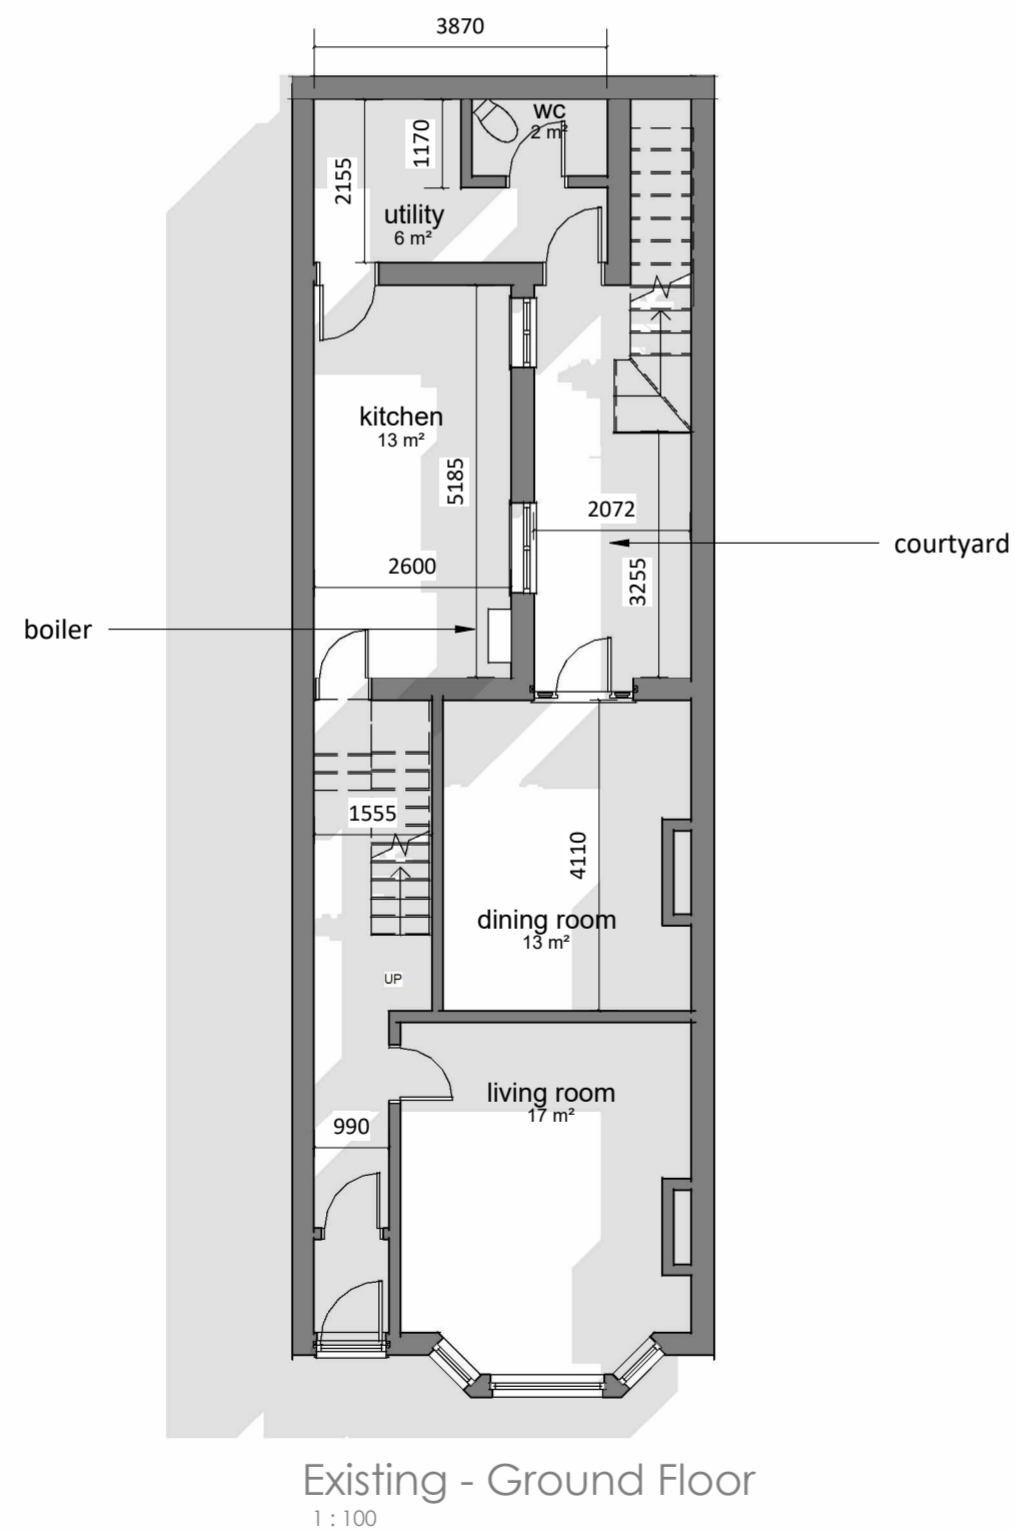 3870
wc
2 m²
1170
2155
utility
6 m²
kitchen
13 m²
5185
2072
courtyard
2600
3255
boiler
1555
4110
dining room
13 m²
UP
living room
17 m²
990
Existing - Ground Floor
1 : 100